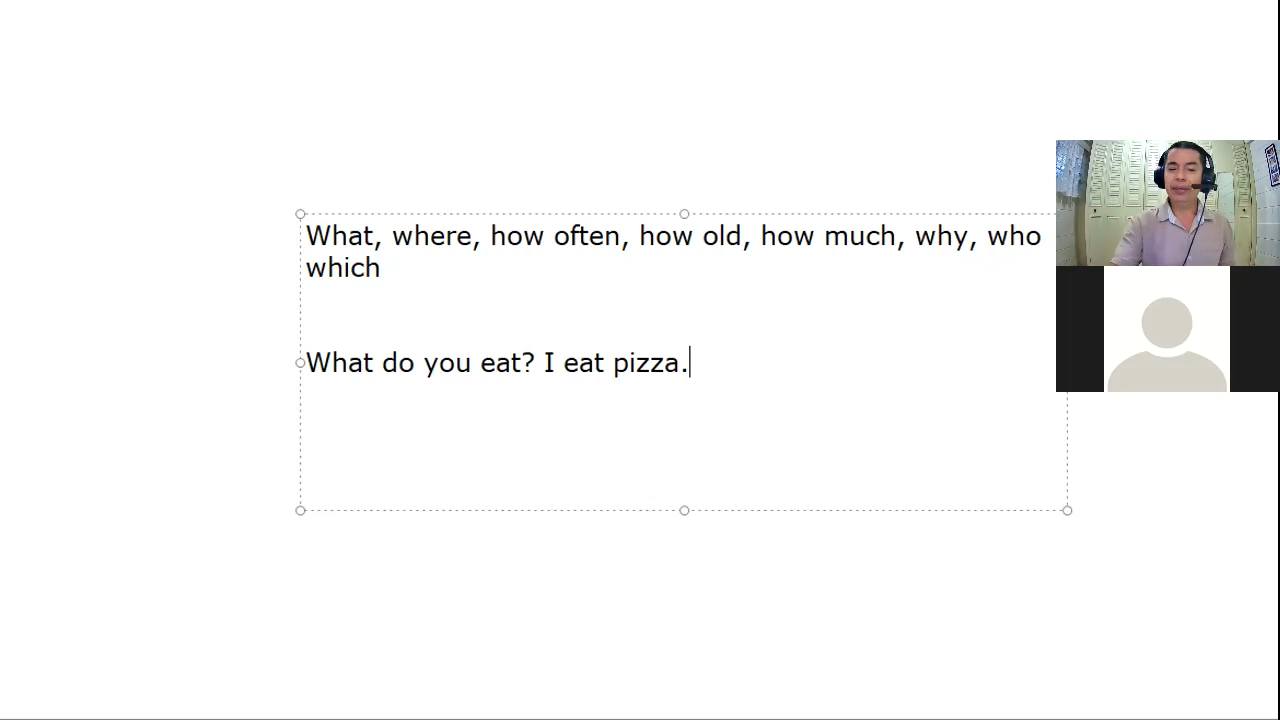 What, where, how often, how old, how much, why, who
which
What do you eat? I eat pizza.